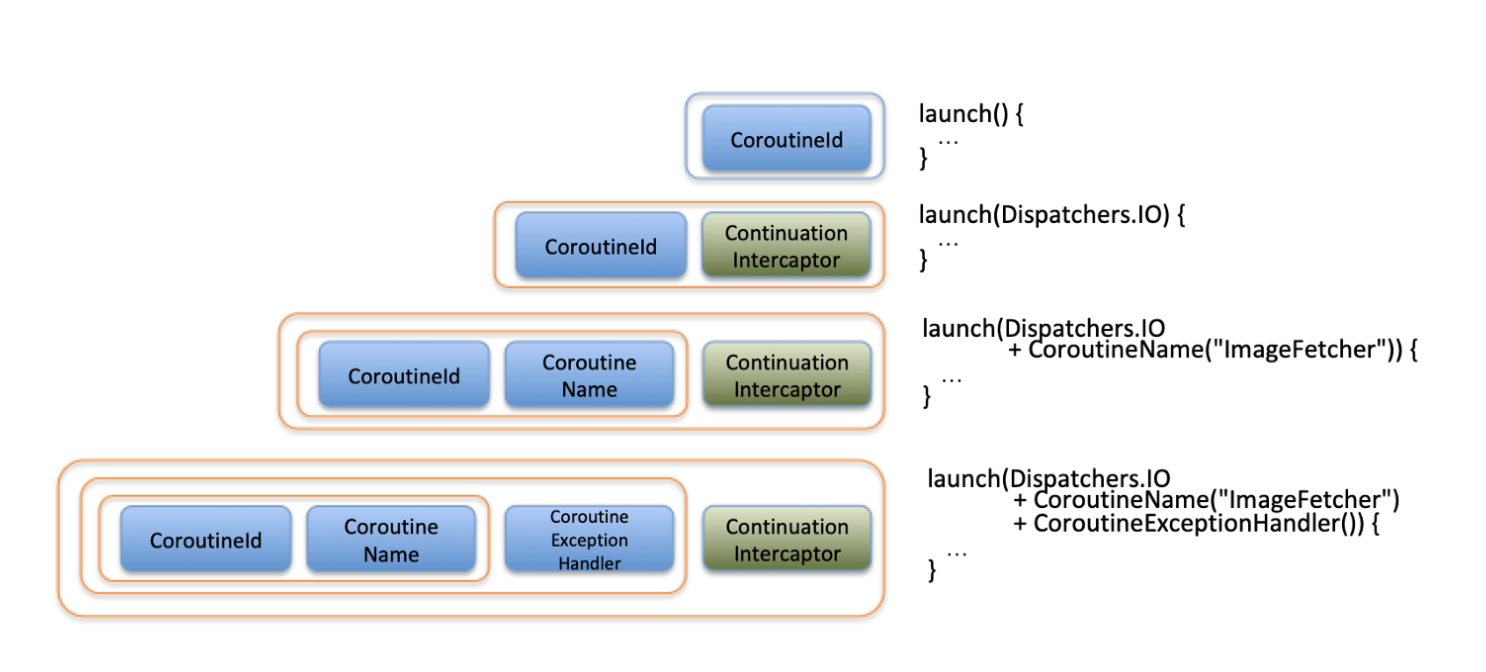 CoroutineId
launch() {
...
}
CoroutineId
Continuation
Intercaptor
launch(Dispatchers.IO) {
...
}
CoroutineId
Coroutine
Name
Continuation
Intercaptor
launch(Dispatchers.IO
+ CoroutineName("ImageFetcher")) {
...
}
CoroutineId
Coroutine
Name
Coroutine
Exception
Handler
Continuation
Intercaptor
launch(Dispatchers.IO
+ CoroutineName("ImageFetcher")
+ CoroutineExceptionHandler()) {
...
}